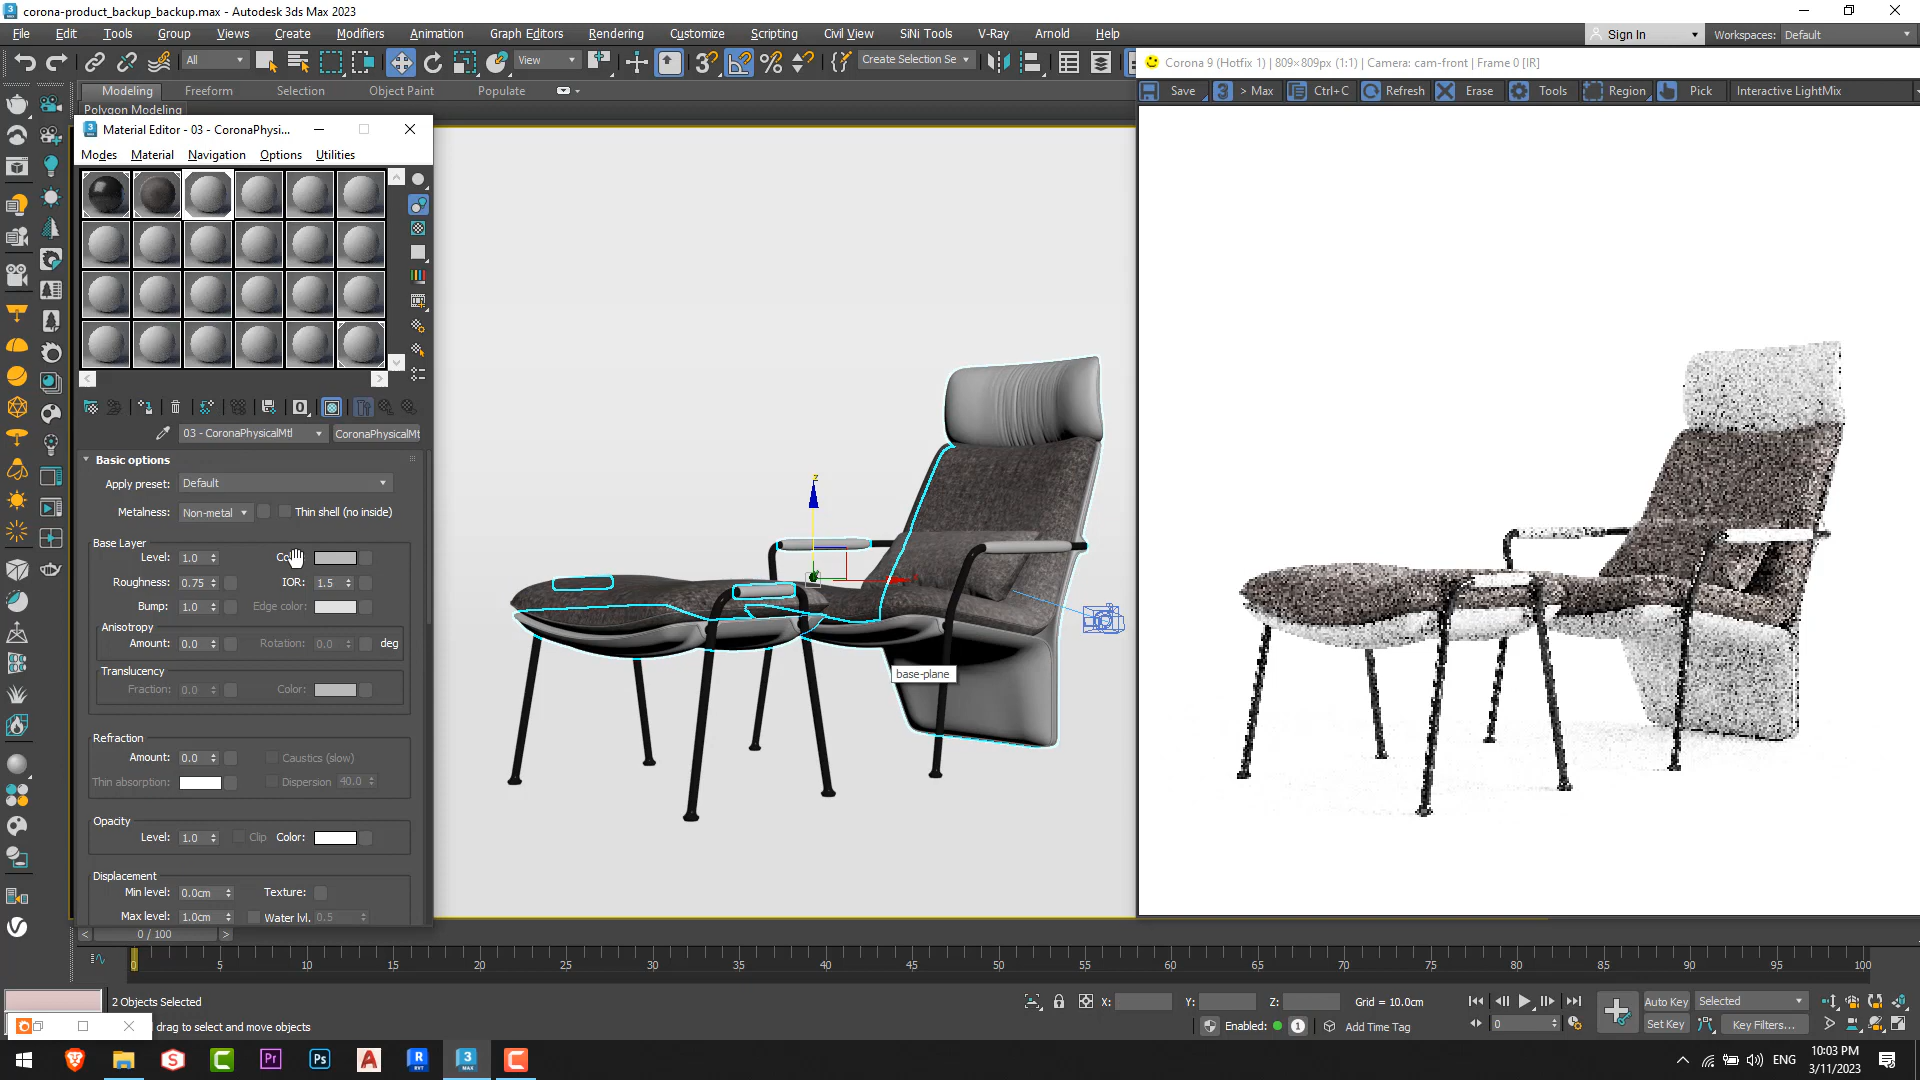 corona-product_backup_backup.max - Autodesk 3ds Max 2023
File Edit Tools Group Views Create Modifiers Animation Graph Editors Rendering Customize Scripting Civil View SiNi Tools V-Ray Arnold Help
Sign In Workspaces: Default
All View Create Selection Se
Corona 9 (Hotfix 1) | 809×809px (1:1) | Camera: cam-front | Frame 0 [IR]
Modeling Freeform Selection Object Paint Populate
Save > Max Ctrl+C Refresh Erase Tools Region Pick Interactive LightMix
Polygon Modeling
Material Editor - 03 - CoronaPhysi...
Modes Material Navigation Options Utilities
03 - CoronaPhysicalMtl CoronaPhysicalMt
Basic options
Apply preset: Default
Metalness: Non-metal Thin shell (no inside)
Base Layer
Level: 1.0
Roughness: 0.75 IOR: 1.5
Bump: 1.0 Edge color:
Anisotropy
Amount: 0.0 Rotation: 0.0 deg
Translucency
Fraction: 0.0 Color:
Refraction
Amount: 0.0 Caustics (slow)
Thin absorption: Dispersion 40.0
Opacity
Level: 1.0 Clip Color:
Displacement
Min level: 0.0cm Texture:
Max level: 1.0cm Water lvl. 0.5
z
base-plane
< 0 / 100 >
0 5 10 15 20 25 30 35 40 45 50 55 60 65 70 75 80 85 90 95 100
2 Objects Selected X: Y: Z: Grid = 10.0cm Auto Key Selected
drag to select and move objects Enabled: 1 Add Time Tag 0 Set Key Key Filters...
ENG 10:03 PM
3/11/2023